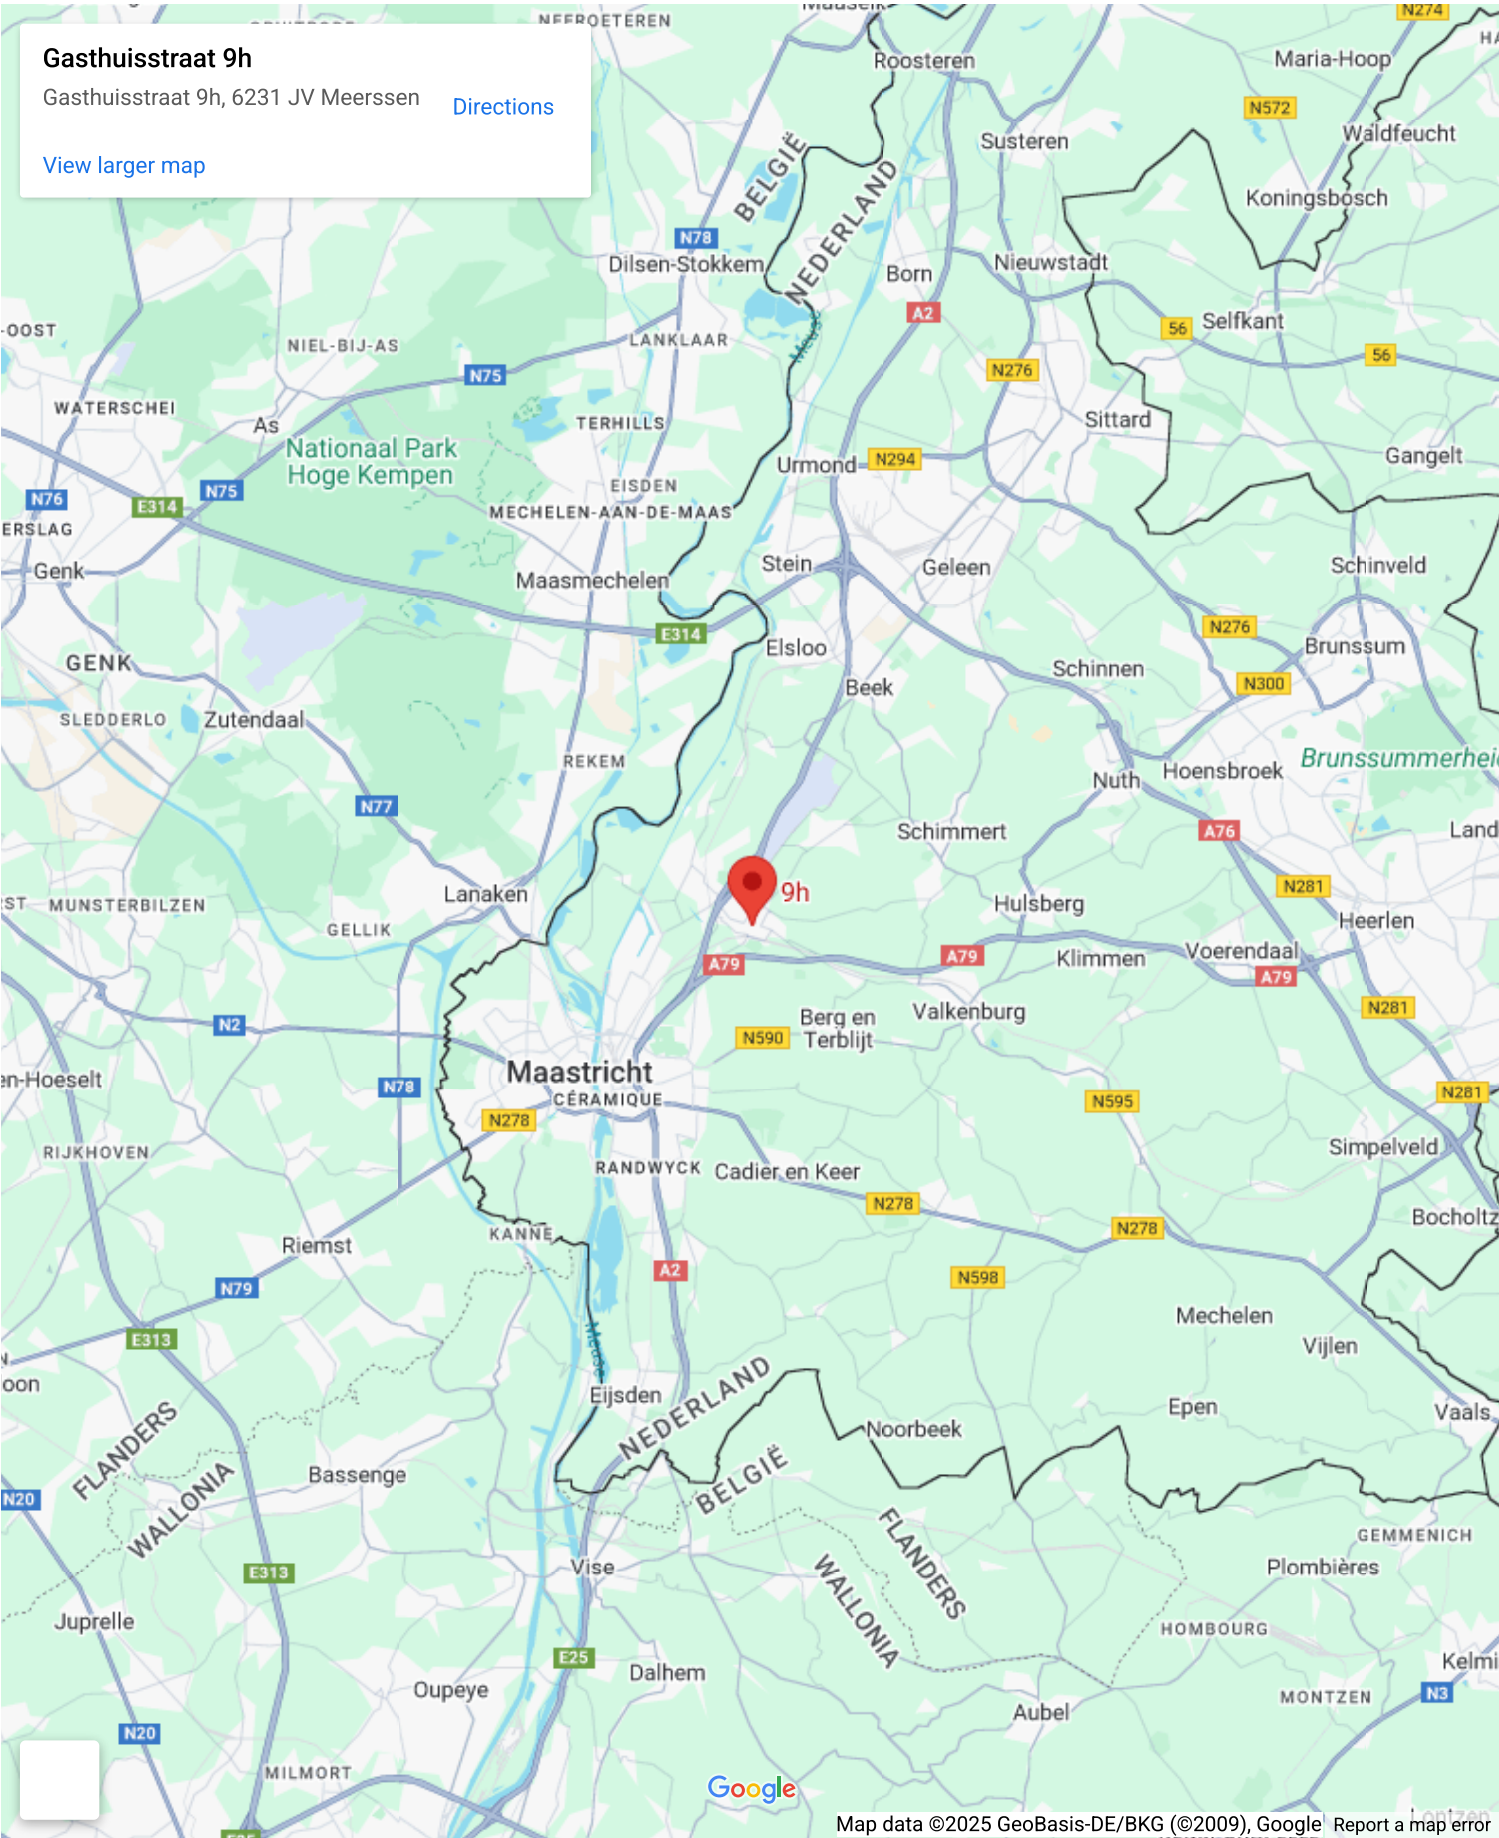 Gasthuisstraat 9h
Gasthuisstraat 9h, 6231 JV Meerssen
Directions
View larger map
NEEROETEREN
N274
Roosteren
Maria-Hoop
N572
Waldfeucht
Susteren
BELGIË
NEDERLAND
Koningsbosch
N78
Dilsen-Stokkem
Born
Nieuwstadt
A2
Selfkant
56
56
-OOST
NIEL-BIJ-AS
LANKLAAR
Meuse
N75
N276
WATERSCHEI
As
TERHILLS
Sittard
Nationaal Park
Hoge Kempen
Urmond
N294
Gangelt
N76
N75
E314
EISDEN
MECHELEN-AAN-DE-MAAS
ERSLAG
Genk
Stein
Geleen
Schinveld
Maasmechelen
E314
N276
Elsloo
Brunssum
GENK
Schinnen
N300
Beek
SLEDDERLO
Zutendaal
REKEM
Brunssummerhei
Nuth
Hoensbroek
N77
Schimmert
A76
Land
9h
N281
Lanaken
Hulsberg
MUNSTERBILZEN
Heerlen
GELLIK
A79
A79
Klimmen
Voerendaal
A79
N281
Valkenburg
Berg en
Terblijt
N2
N590
en-Hoeselt
Maastricht
N78
CÉRAMIQUE
N595
N281
N278
RIJKHOVEN
Simpelveld
RANDWYCK
Cadier en Keer
N278
Bocholtz
KANNE
N278
Riemst
A2
N598
N79
Mechelen
E313
Vijlen
Meuse
oon
Eijsden
NEDERLAND
Epen
Vaals
FLANDERS
Noorbeek
WALLONIA
Bassenge
BELGIË
N20
FLANDERS
GEMMENICH
Vise
Plombières
E313
WALLONIA
Juprelle
HOMBOURG
E25
Dalhem
Kelmi
Oupeye
MONTZEN
N3
Aubel
N20
MILMORT
Google
Map data ©2025 GeoBasis-DE/BKG (©2009), Google
Report a map error